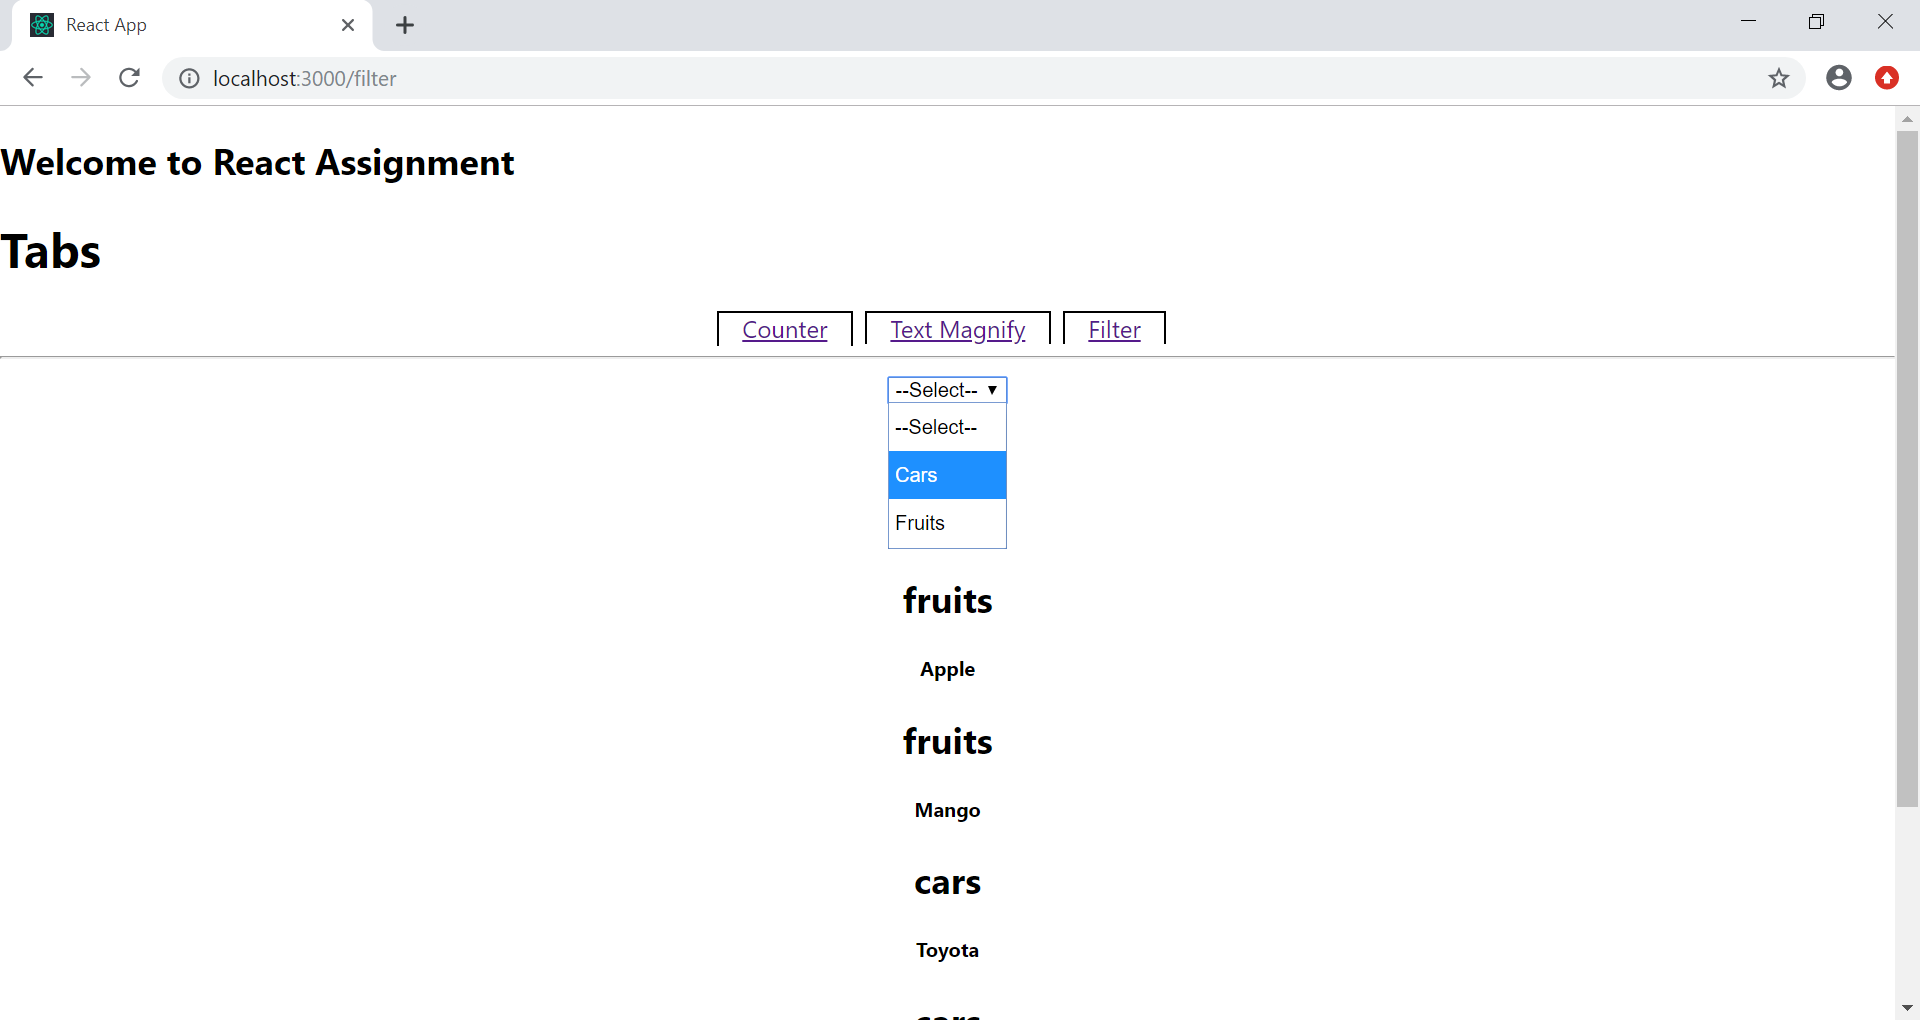 React App
localhost:3000/filter
Welcome to React Assignment
Tabs
Counter Text Magnify Filter
--Select--
--Select--
Cars
Fruits
fruits
Apple
fruits
Mango
cars
Toyota
cars